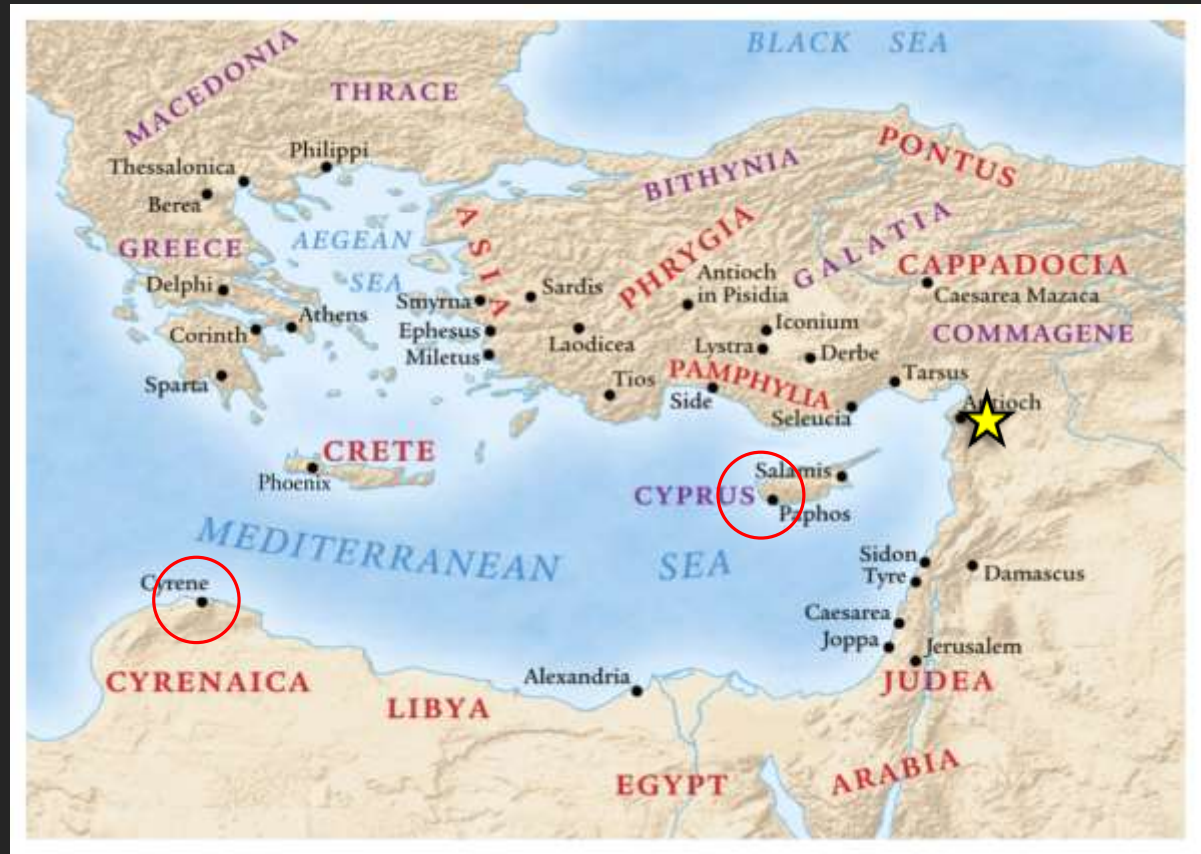 BLACK SEA
MACEDONIA
THRACE
PONTUS
Philippi
Thessalonica
BITHYNIA
Berea
ASIA
GALATIA
GREECE
AEGEAN
SEA
PHRYGIA
CAPPADOCIA
Delphi
Antioch
in Pisidia
Sardis
Smyrna
Caesarea Mazaca
Athens
Corinth
Ephesus
Iconium
COMMAGENE
Laodicea
Lystra
Miletus
Derbe
Sparta
PAMPHYLIA
Tarsus
Tios
Side
Antioch
Seleucia
CRETE
Salamis
Phoenix
CYPRUS
Paphos
MEDITERRANEAN SEA
Sidon
Damascus
Tyre
Cyrene
Caesarea
Joppa
Jerusalem
CYRENAICA
Alexandria
JUDEA
LIBYA
EGYPT
ARABIA